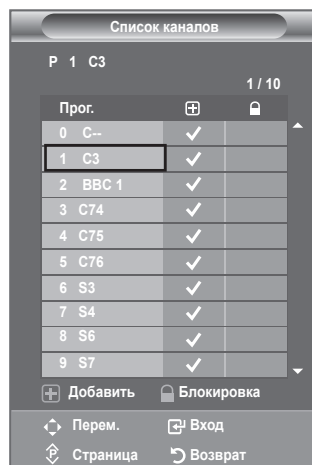 Список каналов
P 1 C3
1 / 10
Прог.
0 C--
1 C3
2 BBC 1
3 C74
4 C75
5 C76
6 S3
7 S4
8 S6
9 S7
Добавить Блокировка
Перем. Вход
P Страница Возврат